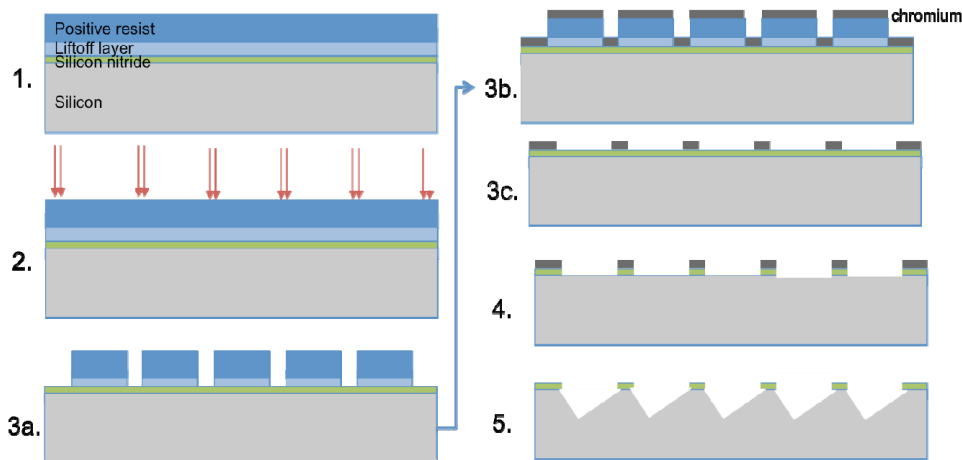 Positive resist
Liftoff layer
Silicon nitride
1.
Silicon
2.
3a.
chromium
3b.
3c.
4.
5.